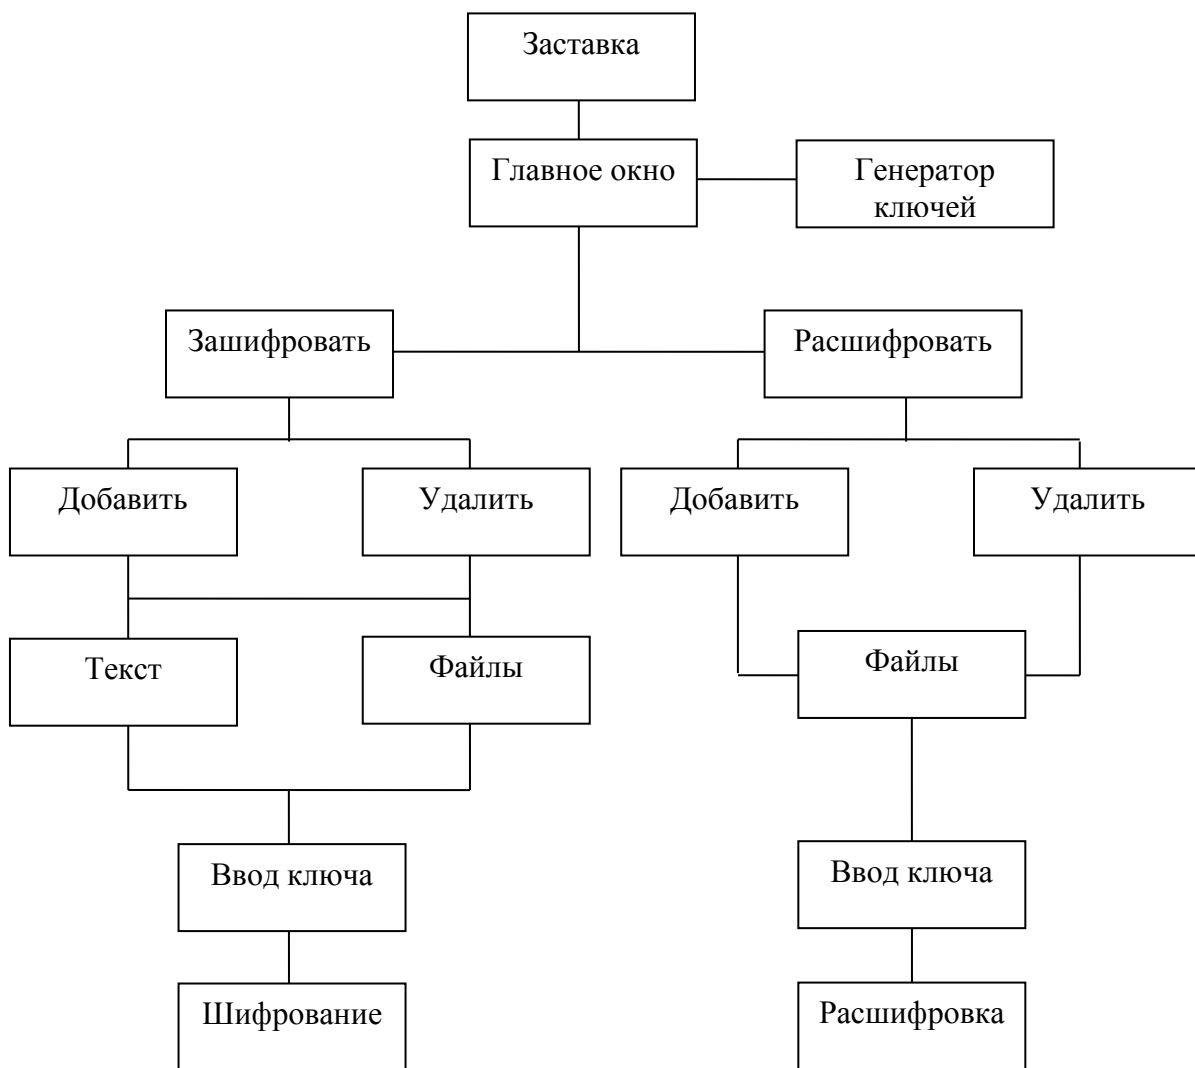 Заставка
Главное окно
Генератор
ключей
Зашифровать
Расшифровать
Добавить
Удалить
Добавить
Удалить
Текст
Файлы
Файлы
Ввод ключа
Ввод ключа
Шифрование
Расшифровка